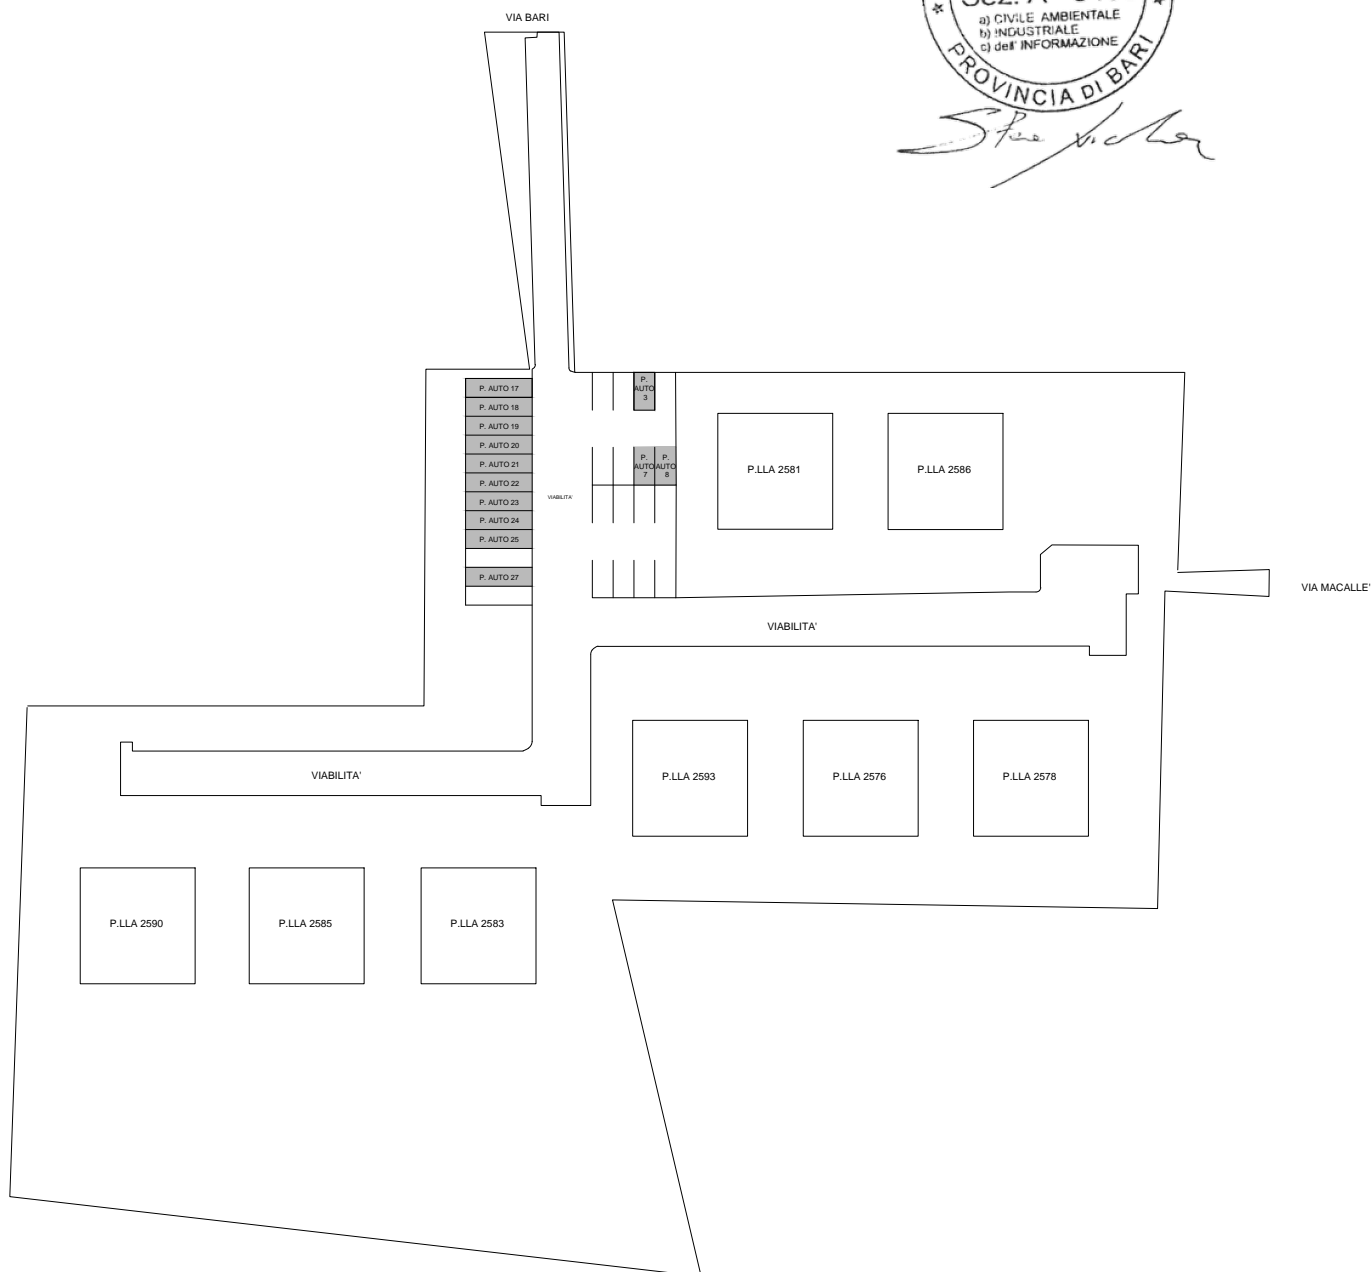 VIA BARI
a) CIVILE AMBIENTALE
b) INDUSTRIALE
c) dell' INFORMAZIONE
PROVINCIA DI BARI
P. AUTO 17
P. AUTO 18
P. AUTO 19
P. AUTO 20
P. AUTO 21
P. AUTO 22
P. AUTO 23
P. AUTO 24
P. AUTO 25
P. AUTO 27
P.
AUTO
3
P.
AUTO
7
P.
AUTO
8
VIABILITA'
P.LLA 2581
P.LLA 2586
VIA MACALLE'
VIABILITA'
P.LLA 2593
P.LLA 2576
P.LLA 2578
VIABILITA'
P.LLA 2590
P.LLA 2585
P.LLA 2583